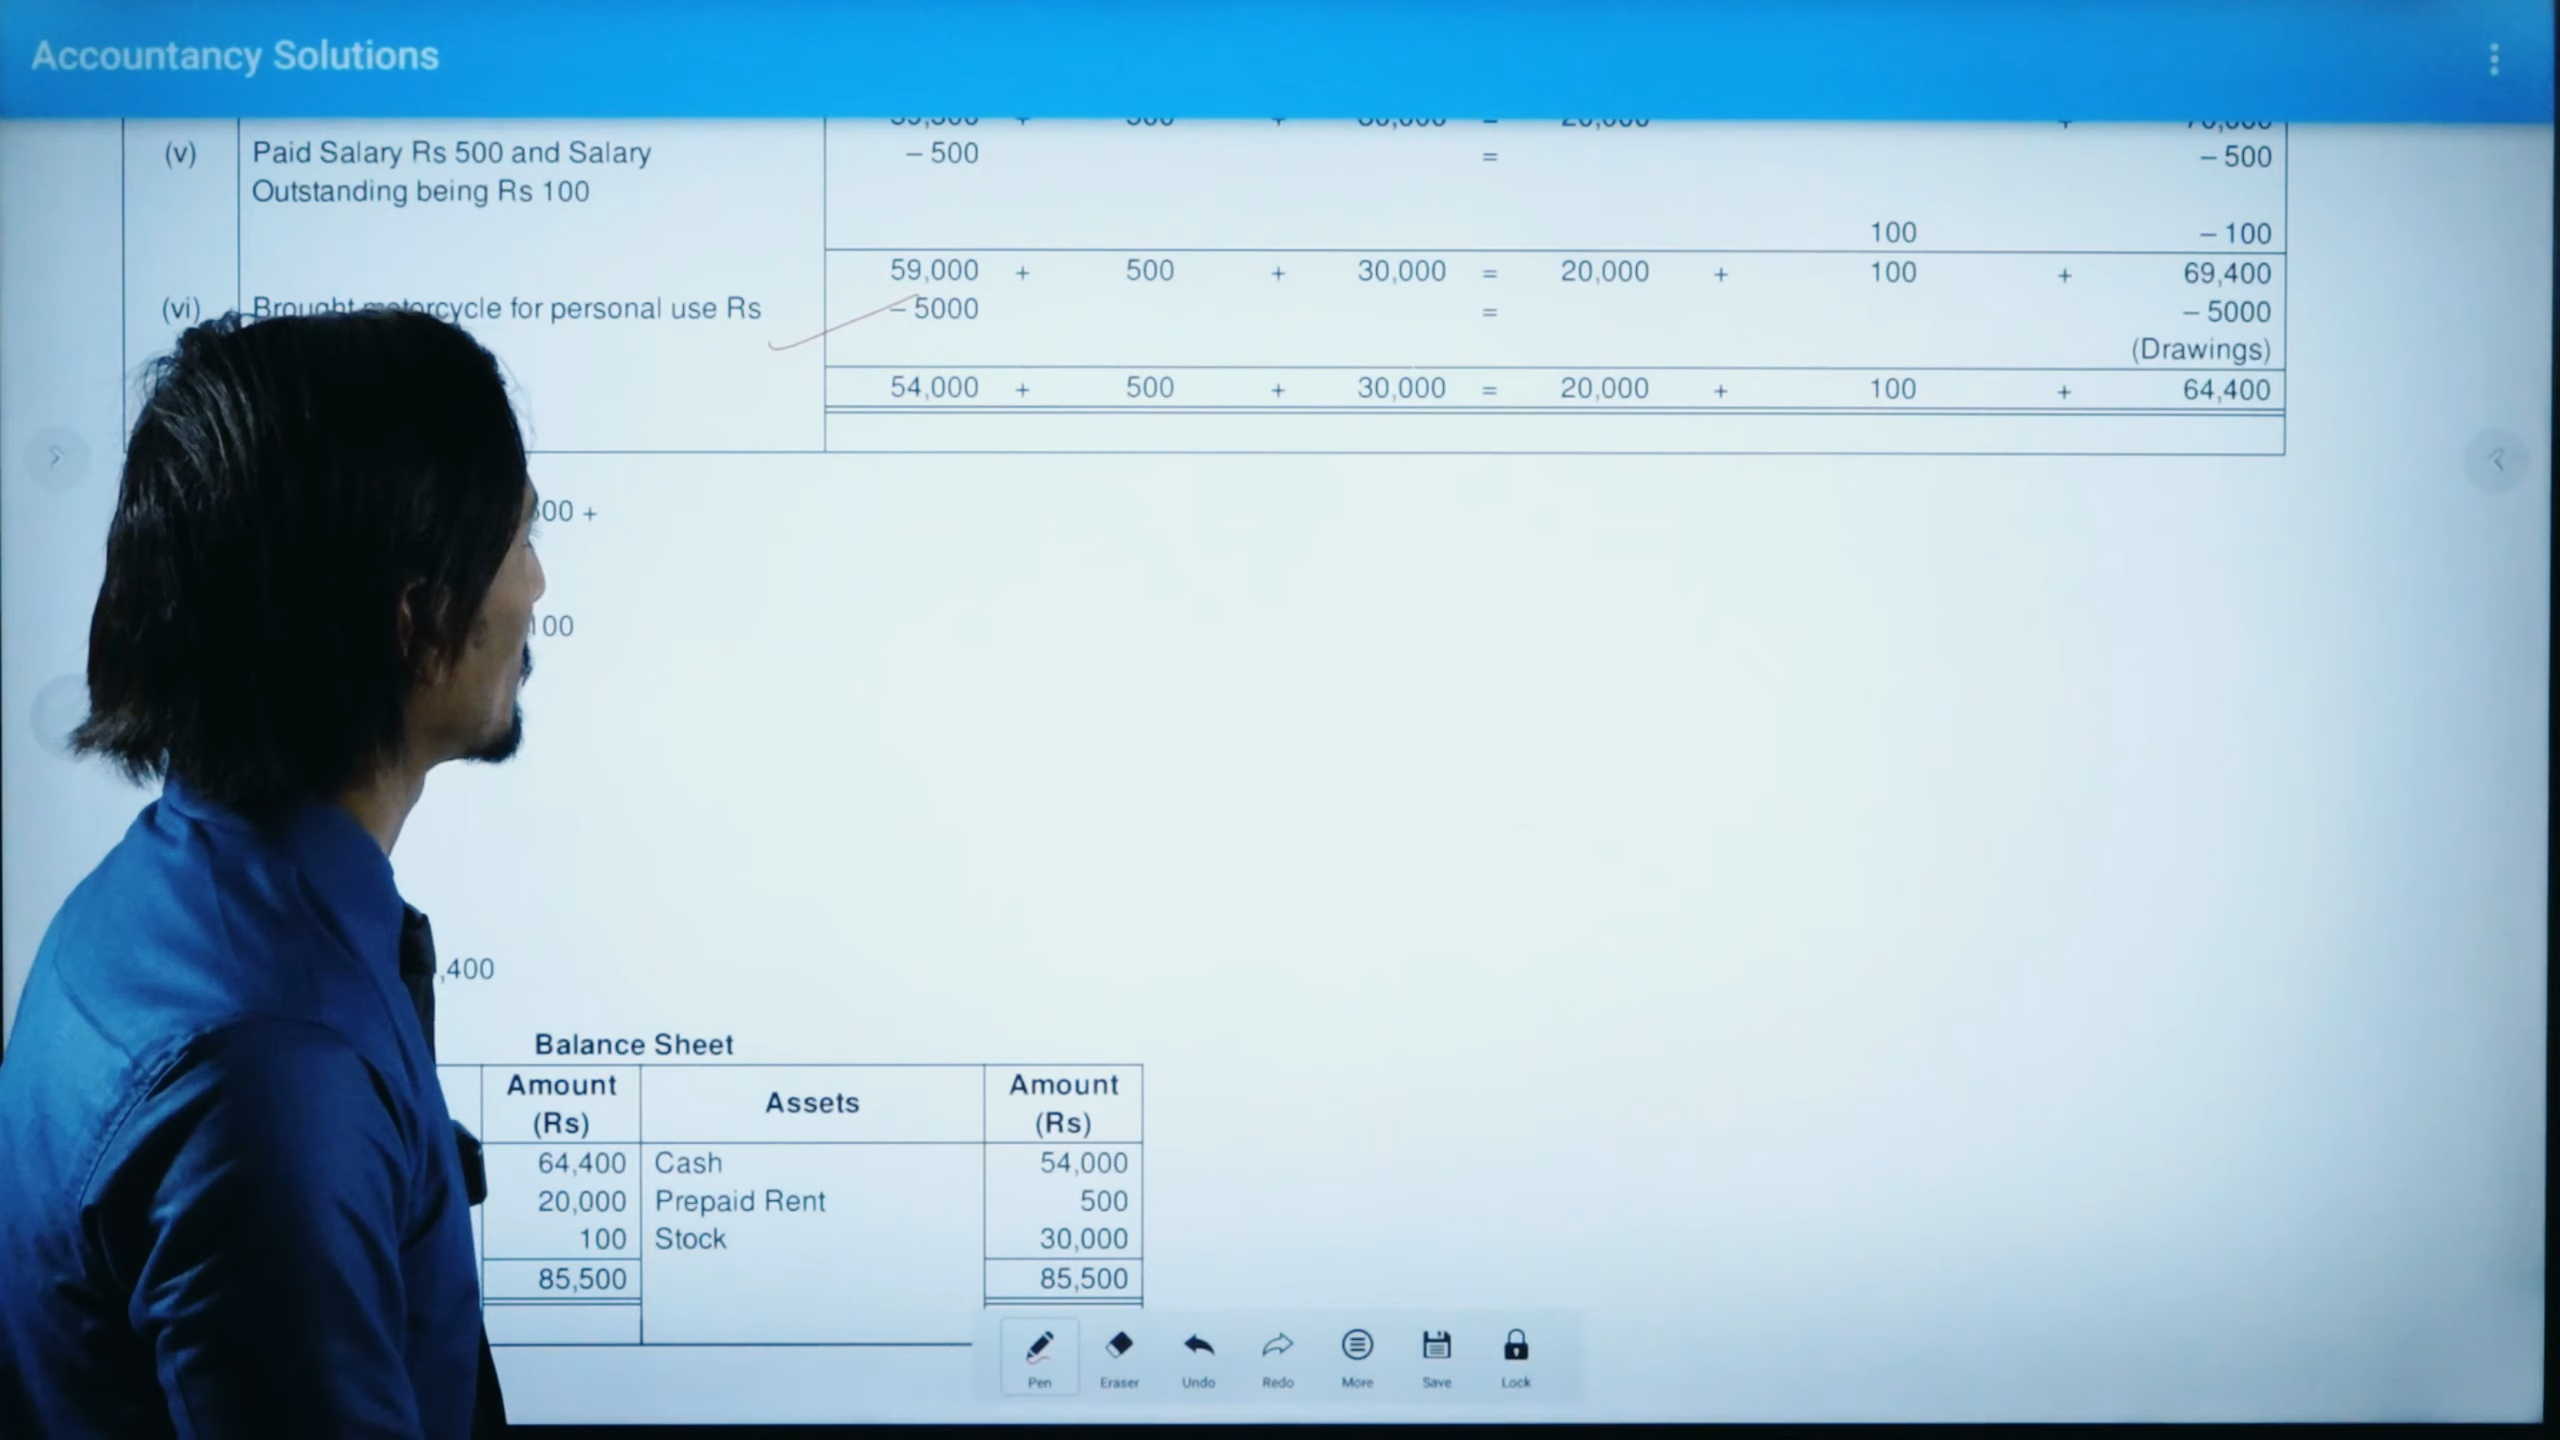 Accountancy Solutions
(v) Paid Salary Rs 500 and Salary – 500 = – 500
Outstanding being Rs 100
100 – 100
59,000 + 500 + 30,000 = 20,000 + 100 + 69,400
(vi) Brought motorcycle for personal use Rs – 5000 = – 5000
(Drawings)
54,000 + 500 + 30,000 = 20,000 + 100 + 64,400
00 +
100
,400
Balance Sheet
Amount (Rs) Assets Amount (Rs)
64,400 Cash 54,000
20,000 Prepaid Rent 500
100 Stock 30,000
85,500 85,500
Pen Eraser Undo Redo More Save Lock